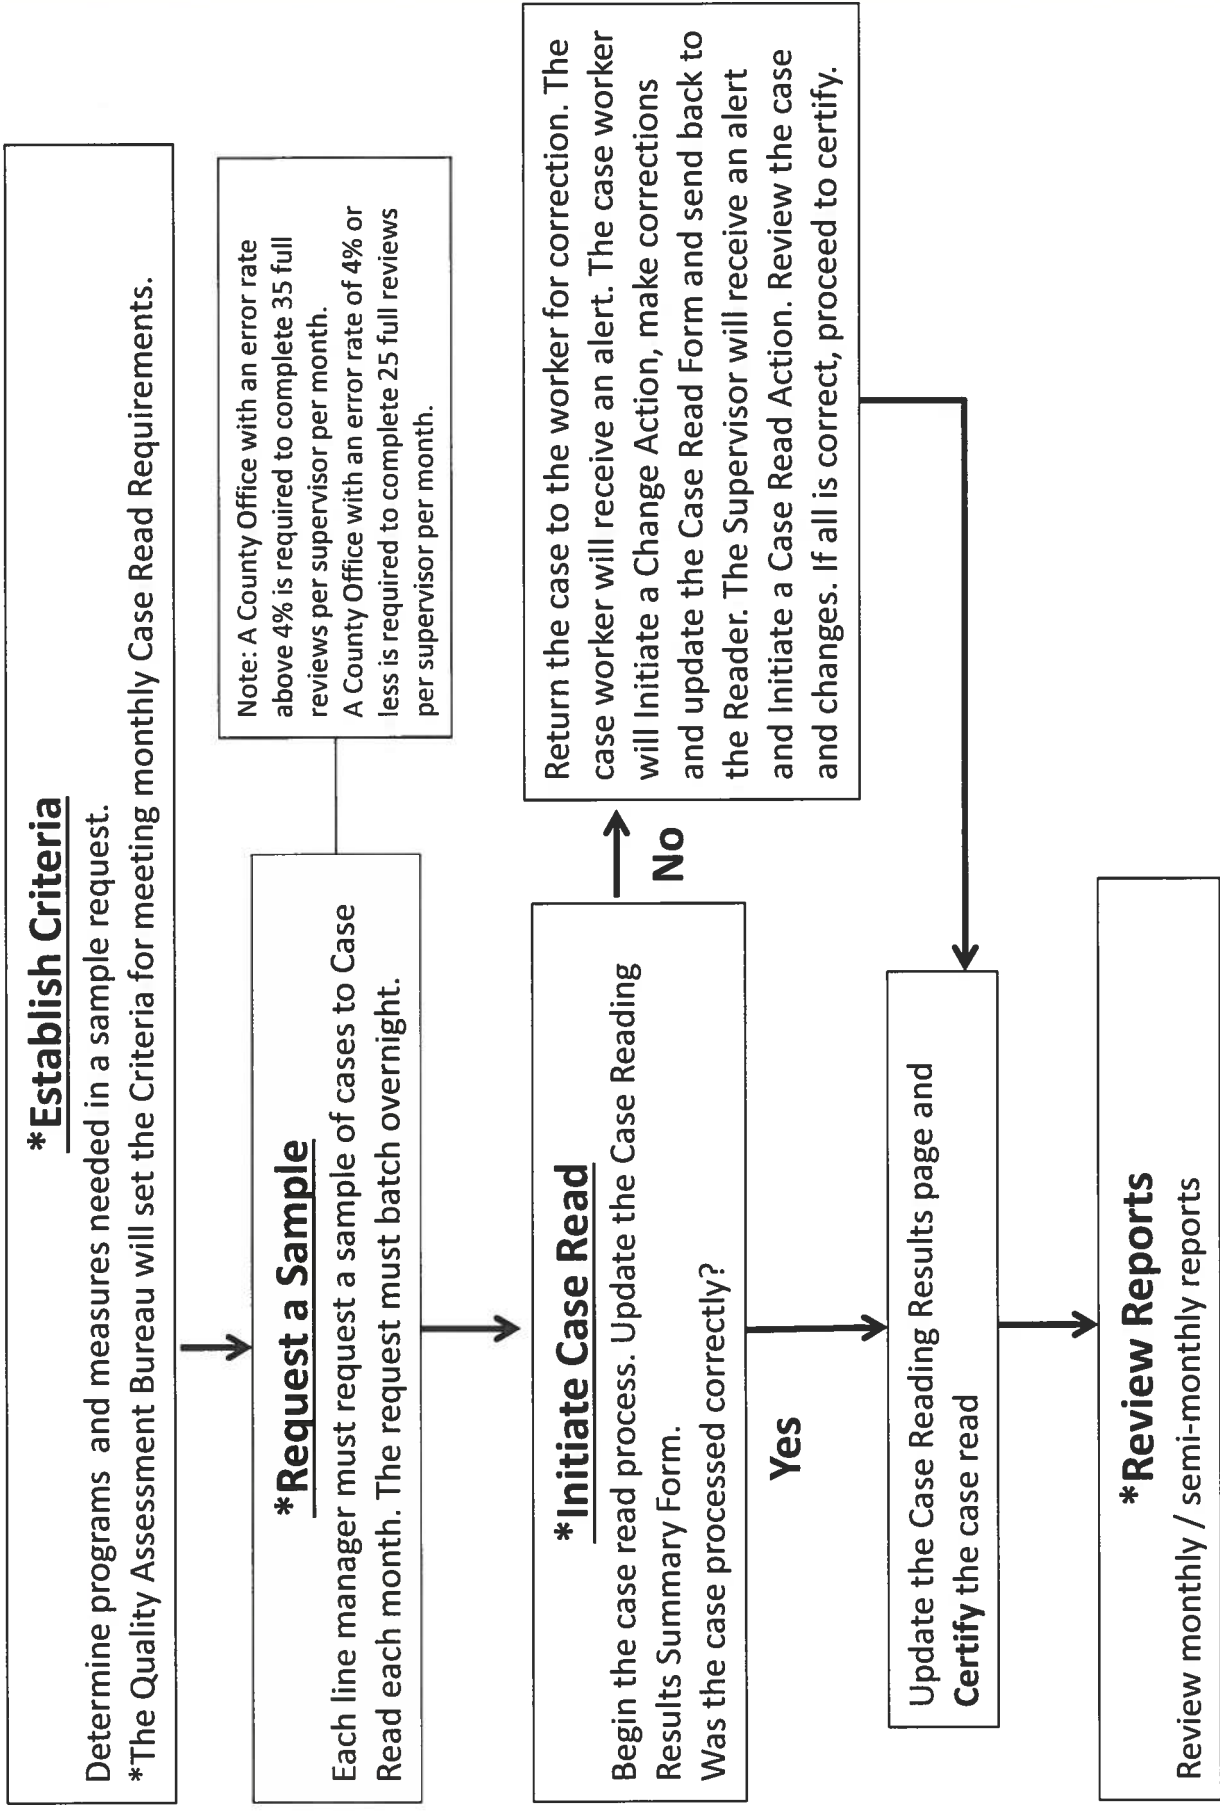 *Establish Criteria
Determine programs and measures needed in a sample request.
*The Quality Assessment Bureau will set the Criteria for meeting monthly Case Read Requirements.
*Request a Sample
Each line manager must request a sample of cases to Case
Read each month. The request must batch overnight.
Note: A County Office with an error rate
above 4% is required to complete 35 full
reviews per supervisor per month.
A County Office with an error rate of 4% or
less is required to complete 25 full reviews
per supervisor per month.
*Initiate Case Read
Begin the case read process. Update the Case Reading
Results Summary Form.
Was the case processed correctly?
No
Return the case to the worker for correction. The
case worker will receive an alert. The case worker
will Initiate a Change Action, make corrections
and update the Case Read Form and send back to
the Reader. The Supervisor will receive an alert
and Initiate a Case Read Action. Review the case
and changes. If all is correct, proceed to certify.
Yes
Update the Case Reading Results page and
Certify the case read
*Review Reports
Review monthly / semi-monthly reports